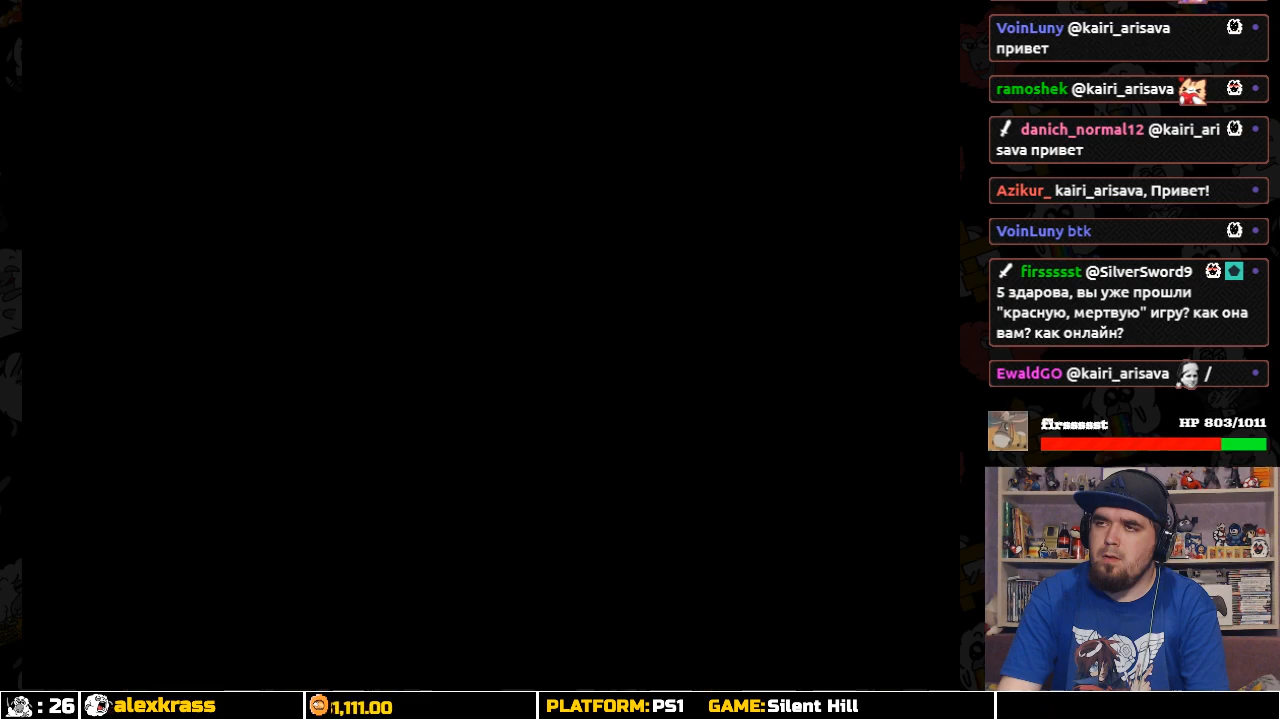 VoinLuny @kairi_arisava
привет
ramoshek @kairi_arisava
danich_normal12 @kairi_ari
sava привет
Azikur_ kairi_arisava, Привет!
VoinLuny btk
firssssst @SilverSword9
5 здарова, вы уже прошли
"красную, мертвую" игру? как она
вам? как онлайн?
EwaldGO @kairi_arisava /
firssssst HP 803/1011
: 26 alexkrass 1,111.00 PLATFORM: PS1 GAME: Silent Hill